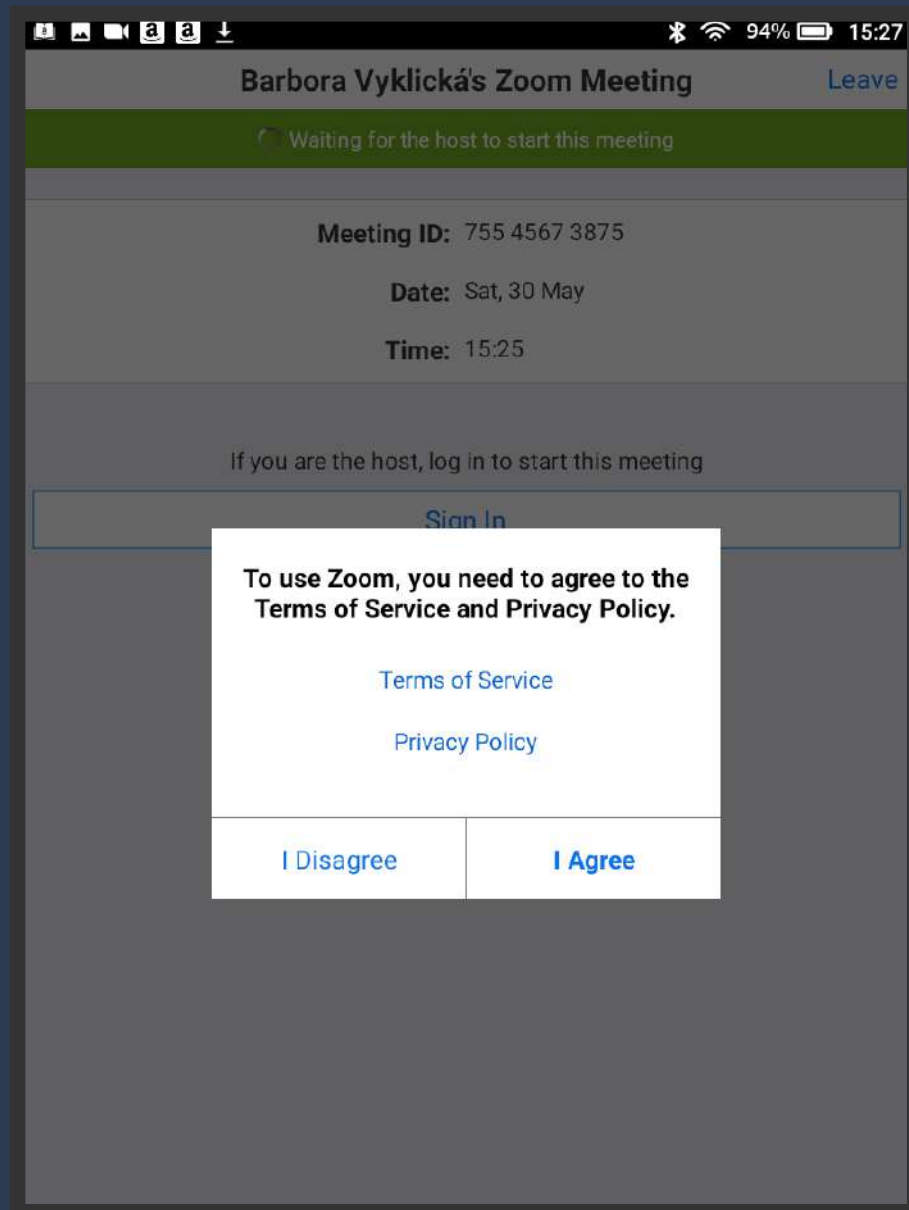 94% 15:27
Barbora Vyklická's Zoom Meeting Leave
Waiting for the host to start this meeting
Meeting ID: 755 4567 3875
Date: Sat, 30 May
Time: 15:25
If you are the host, log in to start this meeting
Sign In
To use Zoom, you need to agree to the
Terms of Service and Privacy Policy.
Terms of Service
Privacy Policy
I Disagree I Agree